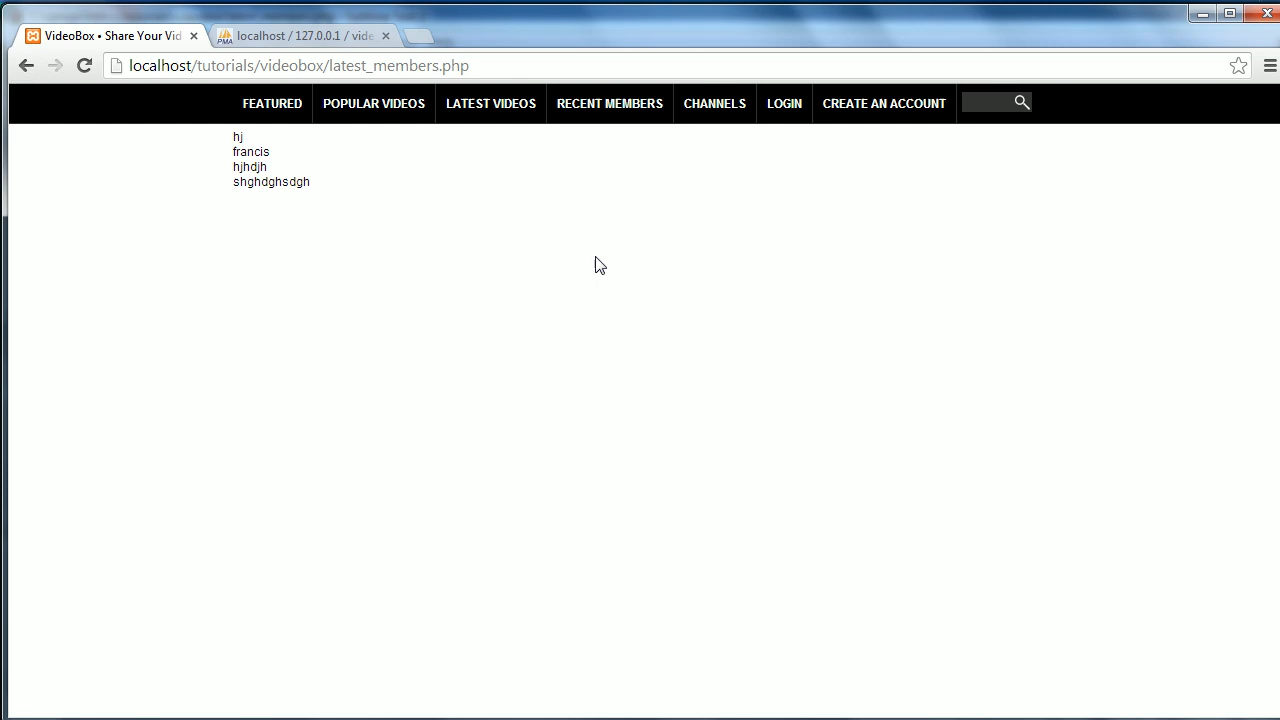 VideoBox • Share Your Vid
localhost / 127.0.0.1 / vide
localhost/tutorials/videobox/latest_members.php
FEATURED POPULAR VIDEOS LATEST VIDEOS RECENT MEMBERS CHANNELS LOGIN CREATE AN ACCOUNT
hj
francis
hjhdjh
shghdghsdgh